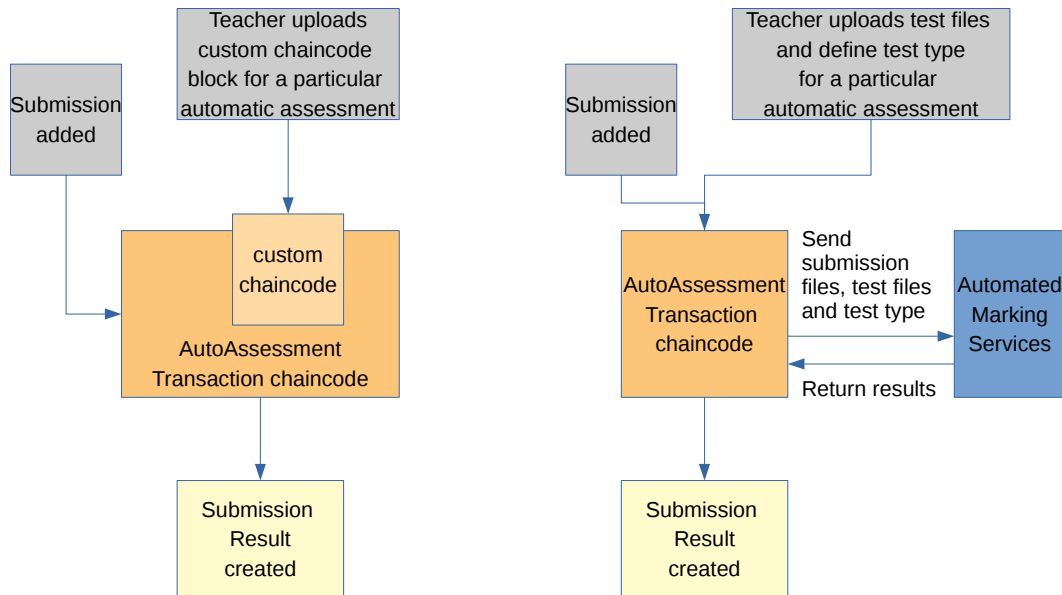 Teacher uploads
custom chaincode
block for a particular
automatic assessment
Submission
added
custom
chaincode
AutoAssessment
Transaction chaincode
Submission
Result
created
Teacher uploads test files
and define test type
for a particular
automatic assessment
Submission
added
AutoAssessment
Transaction
chaincode
Send
submission
files, test files
and test type
Automated
Marking
Services
Return results
Submission
Result
created